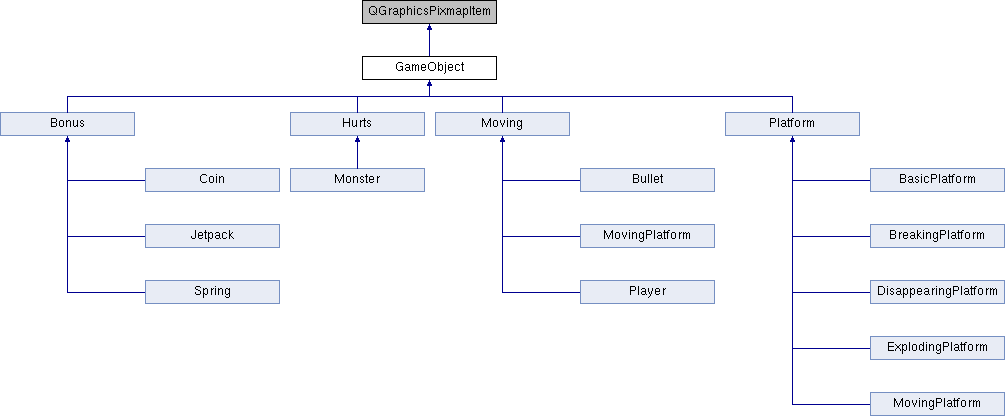 QGraphicsPixmapItem
GameObject
Bonus
Hurts
Moving
Platform
Coin
Monster
Bullet
BasicPlatform
Jetpack
MovingPlatform
BreakingPlatform
Spring
Player
DisappearingPlatform
ExplodingPlatform
MovingPlatform